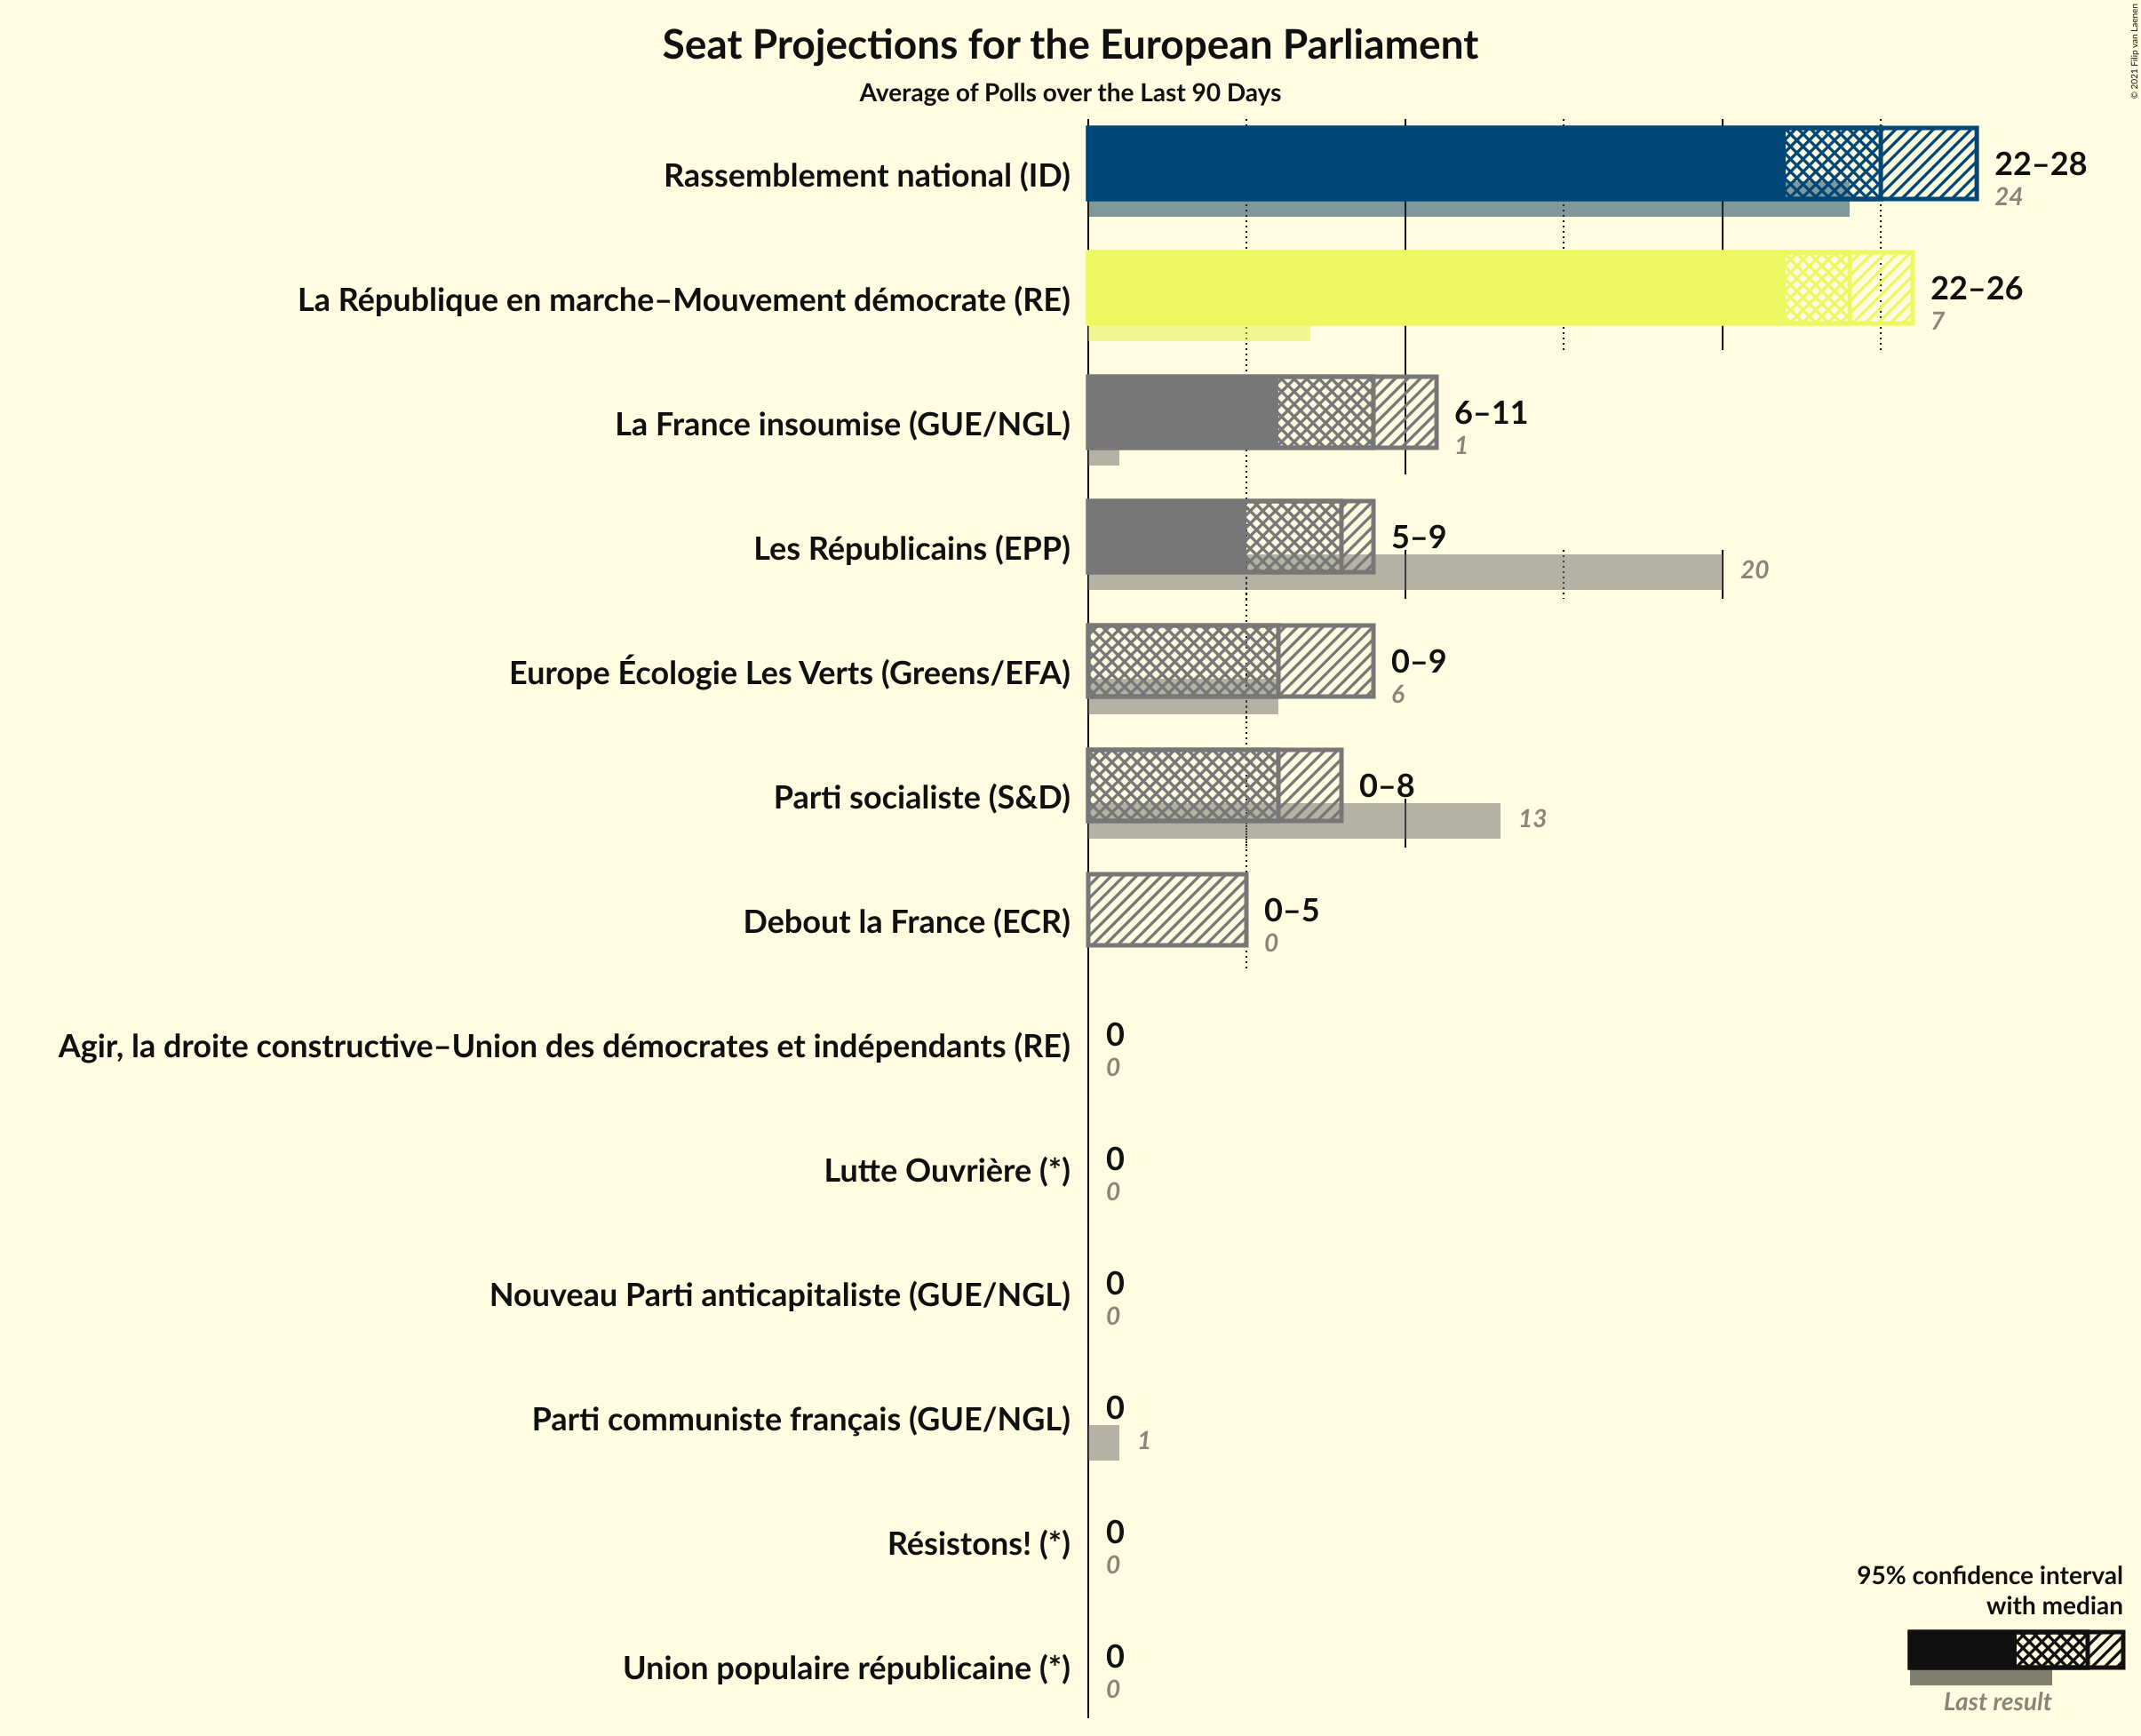 Seat Projections for the European Parliament
Average of Polls over the Last 90 Days
© 2021 Filip van Laenen
Rassemblement national (ID)
22–28
24
La République en marche–Mouvement démocrate (RE)
22–26
7
La France insoumise (GUE/NGL)
6–11
1
Les Républicains (EPP)
5–9
20
Europe Écologie Les Verts (Greens/EFA)
0–9
6
Parti socialiste (S&D)
0–8
13
Debout la France (ECR)
0–5
0
Agir, la droite constructive–Union des démocrates et indépendants (RE)
0
0
Lutte Ouvrière (*)
0
0
Nouveau Parti anticapitaliste (GUE/NGL)
0
0
Parti communiste français (GUE/NGL)
0
1
Résistons! (*)
0
0
Union populaire républicaine (*)
0
0
95% confidence interval
with median
Last result